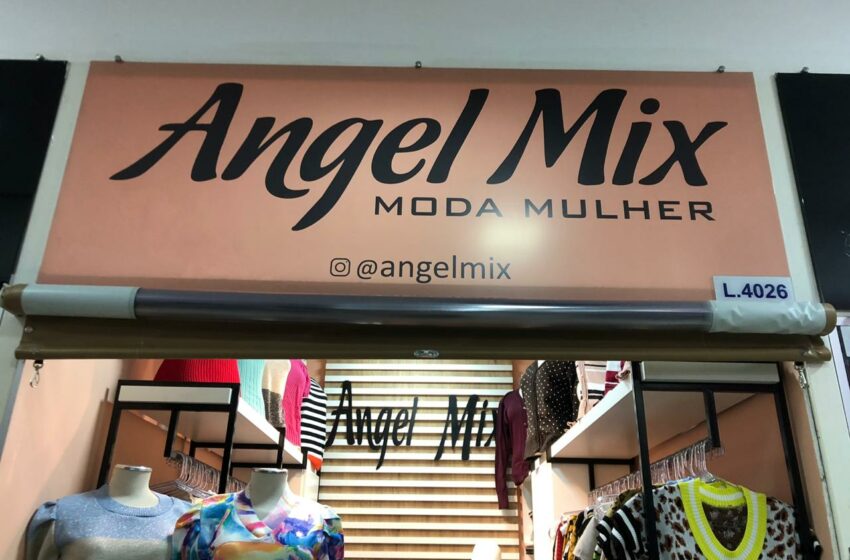 Angel Mix
MODA MULHER
@angelmix
L.4026
Angel Mix